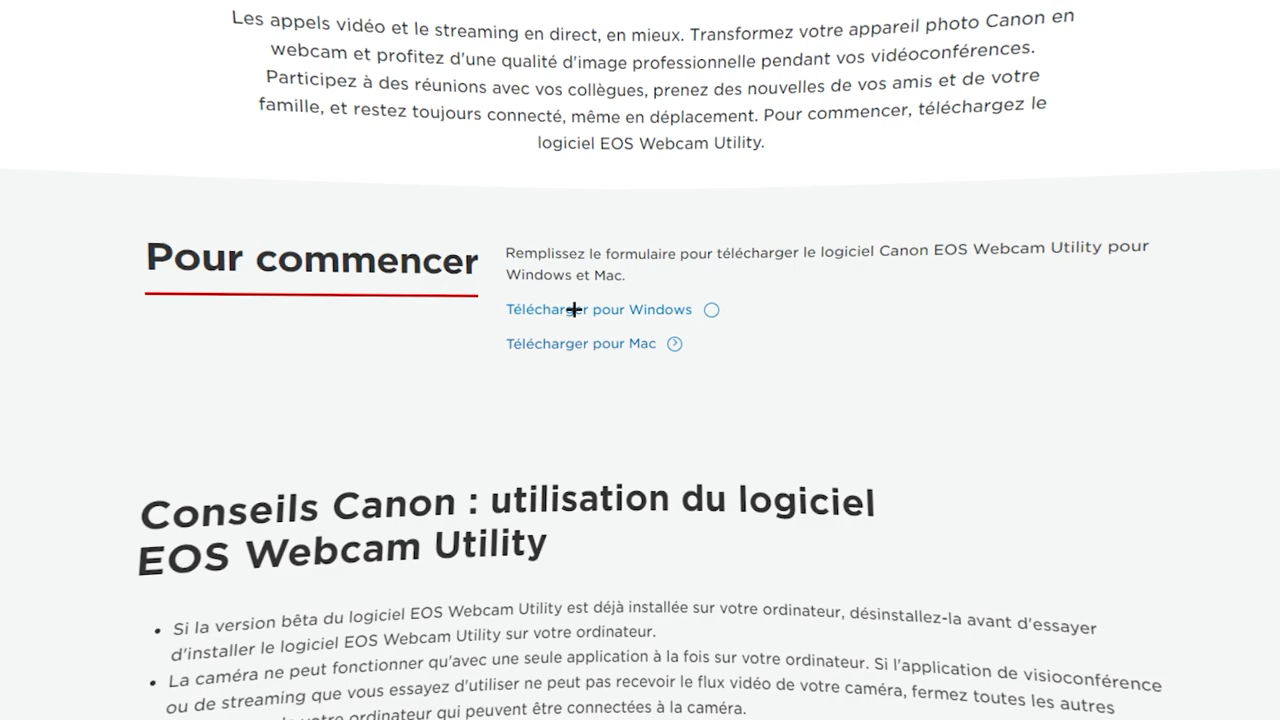 Les appels vidéo et le streaming en direct, en mieux. Transformez votre appareil photo Canon en
webcam et profitez d'une qualité d'image professionnelle pendant vos vidéoconférences.
Participez à des réunions avec vos collègues, prenez des nouvelles de vos amis et de votre
famille, et restez toujours connecté, même en déplacement. Pour commencer, téléchargez le
logiciel EOS Webcam Utility.
Pour commencer
Remplissez le formulaire pour télécharger le logiciel Canon EOS Webcam Utility pour
Windows et Mac.
Télécharger pour Windows
Télécharger pour Mac
Conseils Canon : utilisation du logiciel
EOS Webcam Utility
• Si la version bêta du logiciel EOS Webcam Utility est déjà installée sur votre ordinateur, désinstallez-la avant d'essayer
d'installer le logiciel EOS Webcam Utility sur votre ordinateur.
• La caméra ne peut fonctionner qu'avec une seule application à la fois sur votre ordinateur. Si l'application de visioconférence
ou de streaming que vous essayez d'utiliser ne peut pas recevoir le flux vidéo de votre caméra, fermez toutes les autres
votre ordinateur qui peuvent être connectées à la caméra.